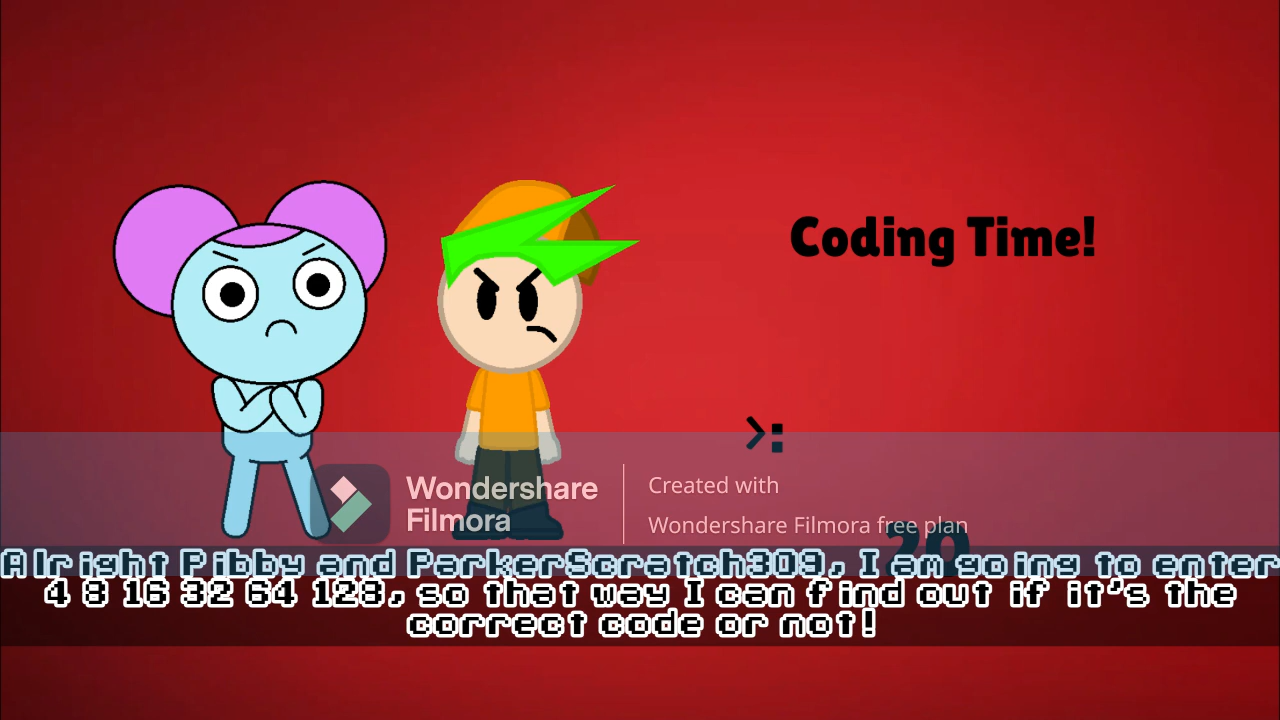 Coding Time!
>:
Wondershare
Filmora
Created with
Wondershare Filmora free plan
20
Alright Pibby and ParkerScratch309, I am going to enter
4 8 16 32 64 128, so that way I can find out if it's the
correct code or not!